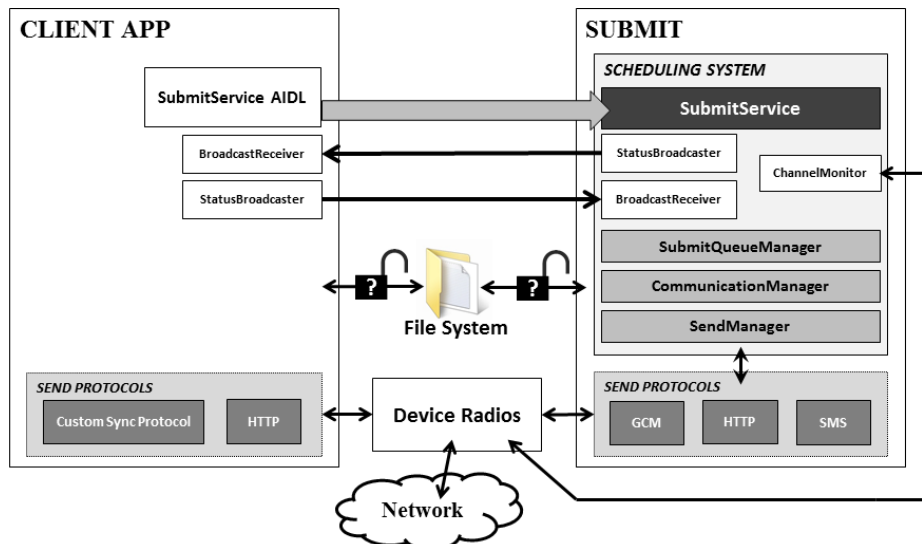 CLIENT APP
SubmitService AIDL
BroadcastReceiver
StatusBroadcaster
SUBMIT
SCHEDULING SYSTEM
SubmitService
StatusBroadcaster
ChannelMonitor
BroadcastReceiver
SubmitQueueManager
CommunicationManager
SendManager
?
?
File System
SEND PROTOCOLS
Custom Sync Protocol
HTTP
Device Radios
SEND PROTOCOLS
GCM
HTTP
SMS
Network